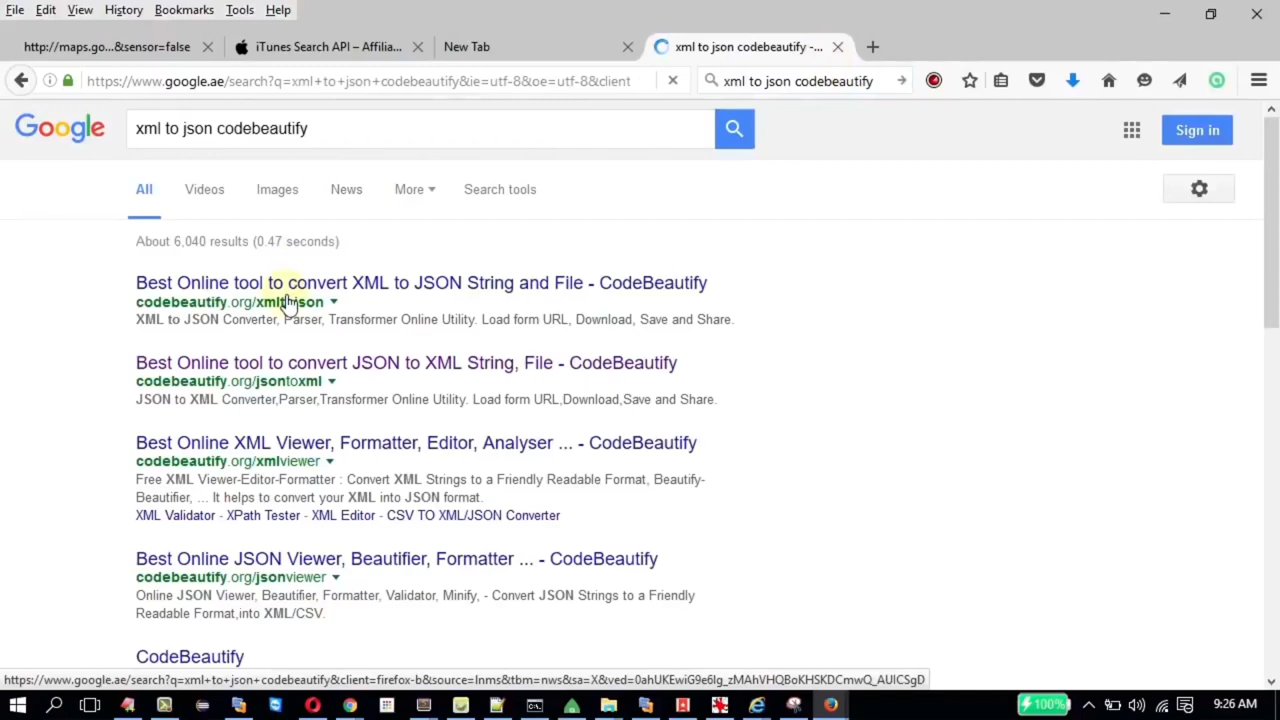 File Edit View History Bookmarks Tools Help
http://maps.go...&sensor=false
iTunes Search API – Affilia...
New Tab
xml to json codebeautify -...
https://www.google.ae/search?q=xml+to+json+codebeautify&ie=utf-8&oe=utf-8&client
xml to json codebeautify
Google
xml to json codebeautify
Sign in
All Videos Images News More Search tools
About 6,040 results (0.47 seconds)
Best Online tool to convert XML to JSON String and File - CodeBeautify
codebeautify.org/xmltojson
XML to JSON Converter, Parser, Transformer Online Utility. Load form URL, Download, Save and Share.
Best Online tool to convert JSON to XML String, File - CodeBeautify
codebeautify.org/jsontoxml
JSON to XML Converter,Parser,Transformer Online Utility. Load form URL,Download,Save and Share.
Best Online XML Viewer, Formatter, Editor, Analyser ... - CodeBeautify
codebeautify.org/xmlviewer
Free XML Viewer-Editor-Formatter : Convert XML Strings to a Friendly Readable Format, Beautify-
Beautifier, ... It helps to convert your XML into JSON format.
XML Validator - XPath Tester - XML Editor - CSV TO XML/JSON Converter
Best Online JSON Viewer, Beautifier, Formatter ... - CodeBeautify
codebeautify.org/jsonviewer
Online JSON Viewer, Beautifier, Formatter, Validator, Minify, - Convert JSON Strings to a Friendly
Readable Format,into XML/CSV.
CodeBeautify
https://www.google.ae/search?q=xml+to+json+codebeautify&client=firefox-b&source=lnms&tbm=nws&sa=X&ved=0ahUKEwiG9e6lg_zMAhVHQBoKHSKDCmwQ_AUICSgD
100%
9:26 AM